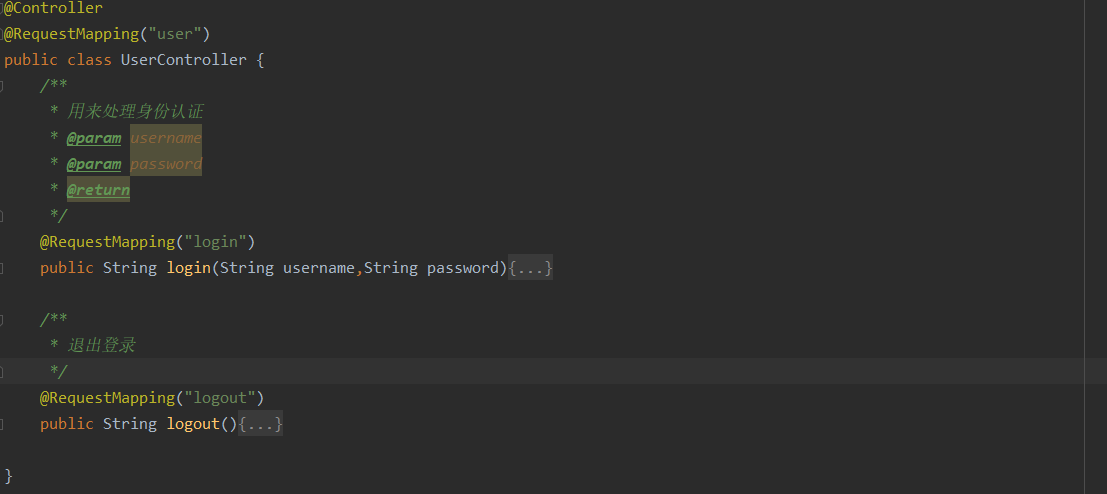 @Controller
@RequestMapping("user")
public class UserController {
/**
* 用来处理身份认证
* @param username
* @param password
* @return
*/
@RequestMapping("login")
public String login(String username,String password){...}
/**
* 退出登录
*/
@RequestMapping("logout")
public String logout(){...}
}